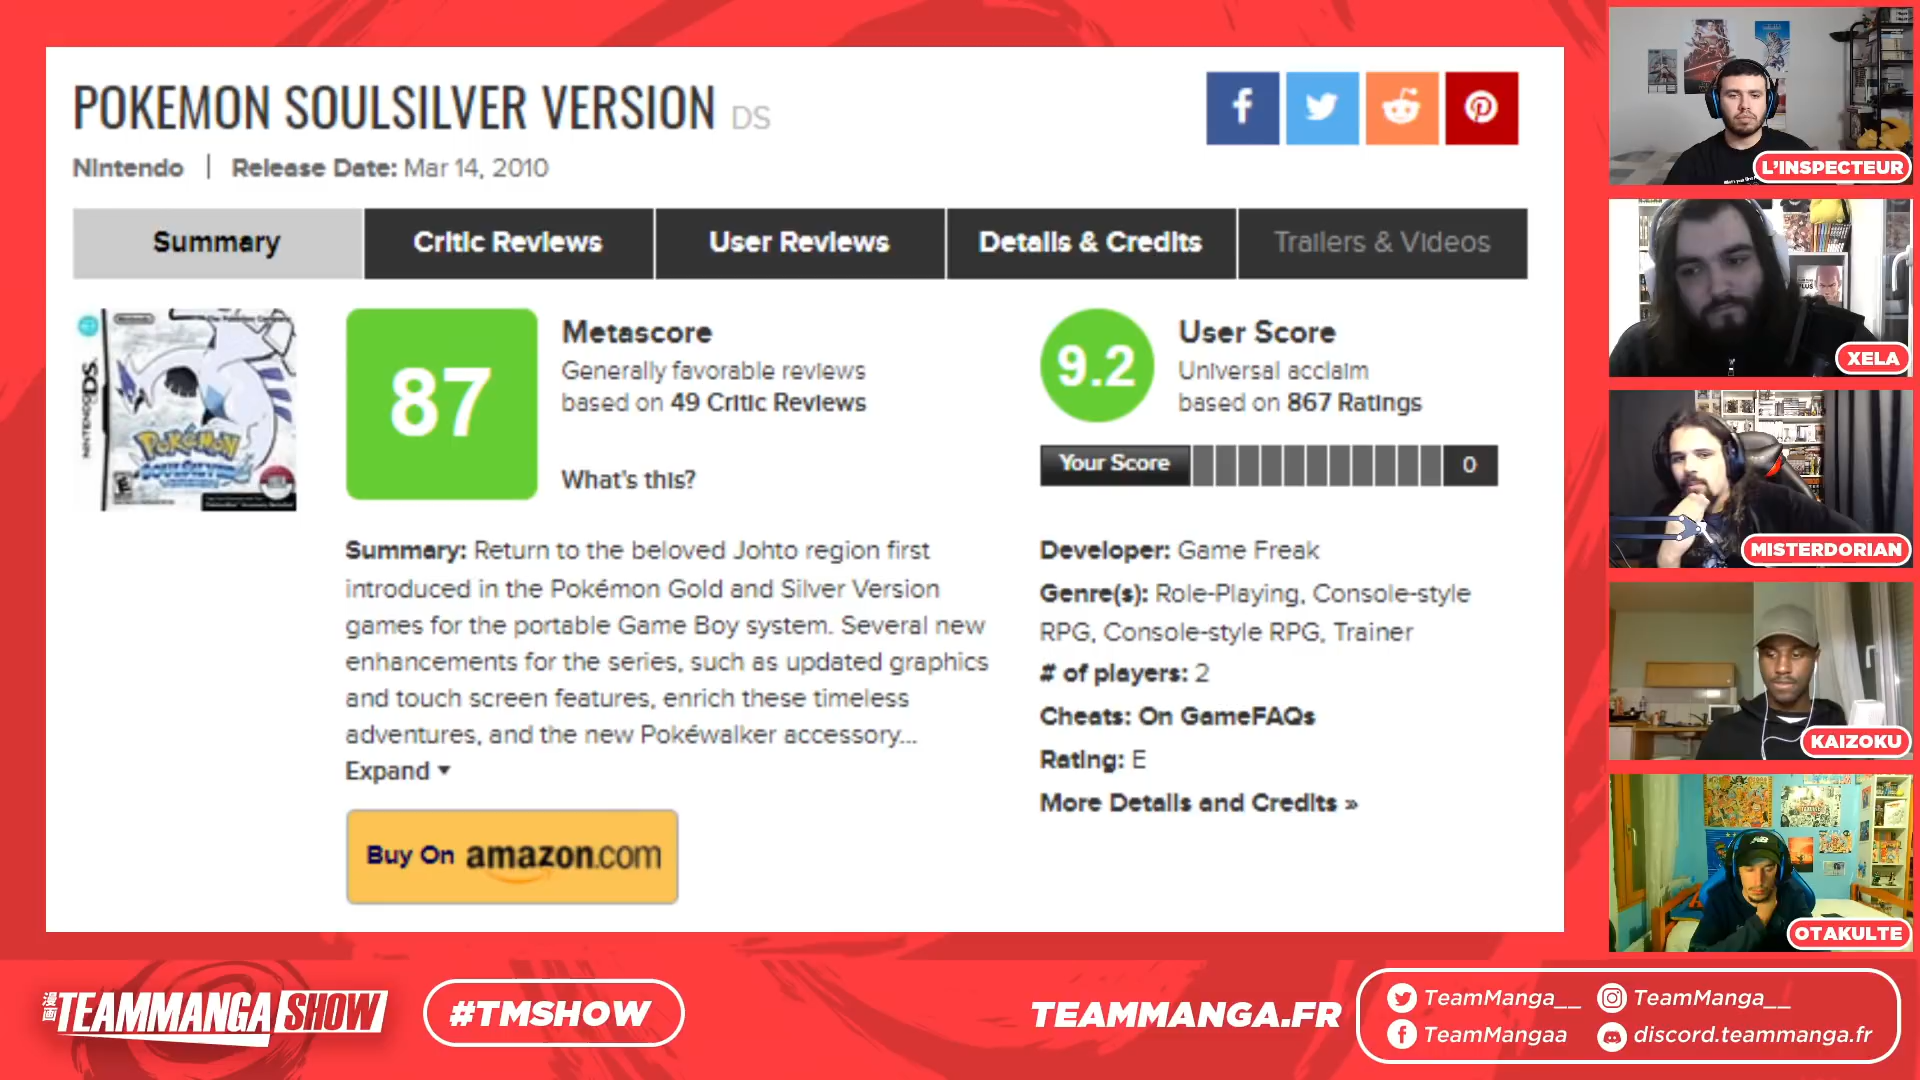 POKEMON SOULSILVER VERSION DS
Nintendo | Release Date: Mar 14, 2010
Summary
Critic Reviews
User Reviews
Details & Credits
Trailers & Videos
NINTENDO DS
POKéMON
SOULSILVER
87
Metascore
Generally favorable reviews
based on 49 Critic Reviews
What's this?
9.2
User Score
Universal acclaim
based on 867 Ratings
Your Score
0
Summary: Return to the beloved Johto region first
introduced in the Pokémon Gold and Silver Version
games for the portable Game Boy system. Several new
enhancements for the series, such as updated graphics
and touch screen features, enrich these timeless
adventures, and the new Pokéwalker accessory...
Expand
Buy On amazon.com
Developer: Game Freak
Genre(s): Role-Playing, Console-style
RPG, Console-style RPG, Trainer
# of players: 2
Cheats: On GameFAQs
Rating: E
More Details and Credits »
L'INSPECTEUR
XELA
MISTERDORIAN
KAIZOKU
OTAKULTE
漫画 TEAMMANGA SHOW
#TMSHOW
TEAMMANGA.FR
TeamManga__
TeamManga__
TeamMangaa
discord.teammanga.fr